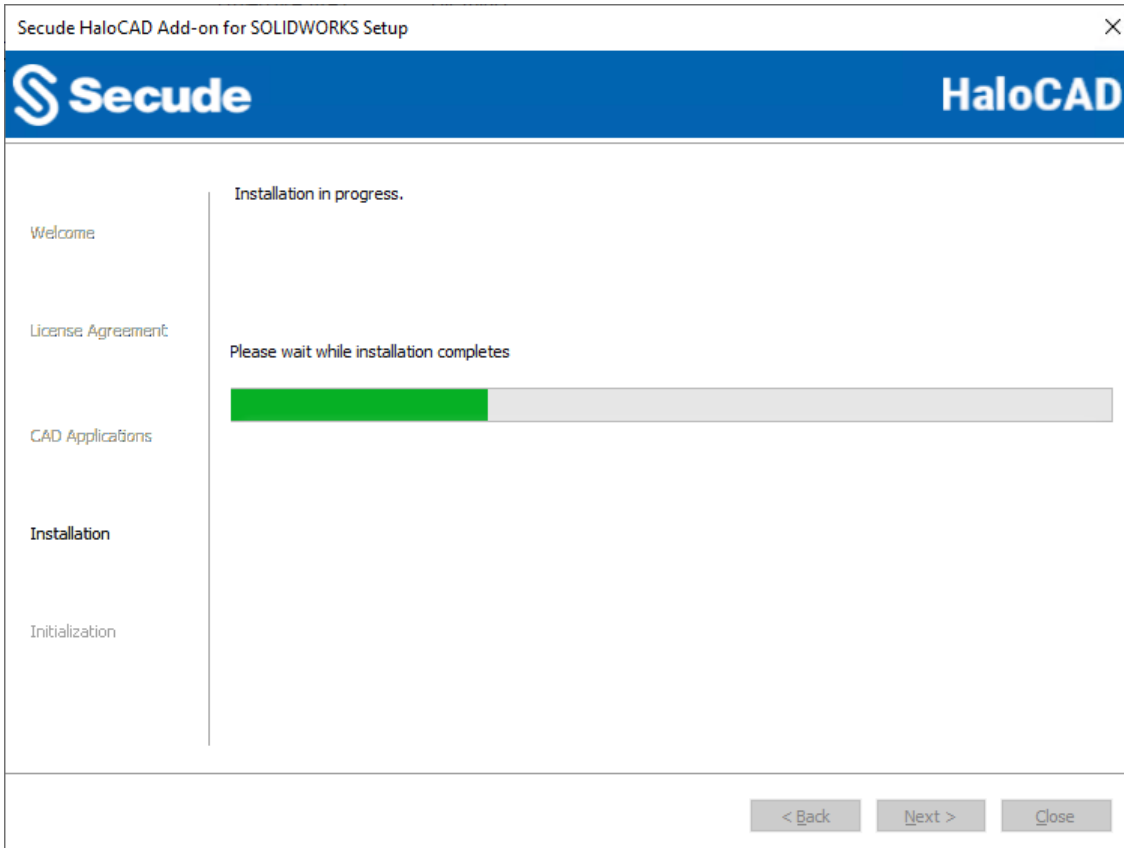 Secude HaloCAD Add-on for SOLIDWORKS Setup
Secude
HaloCAD
Welcome
License Agreement
CAD Applications
Installation
Initialization
Installation in progress.
Please wait while installation completes
< Back
Next >
Close